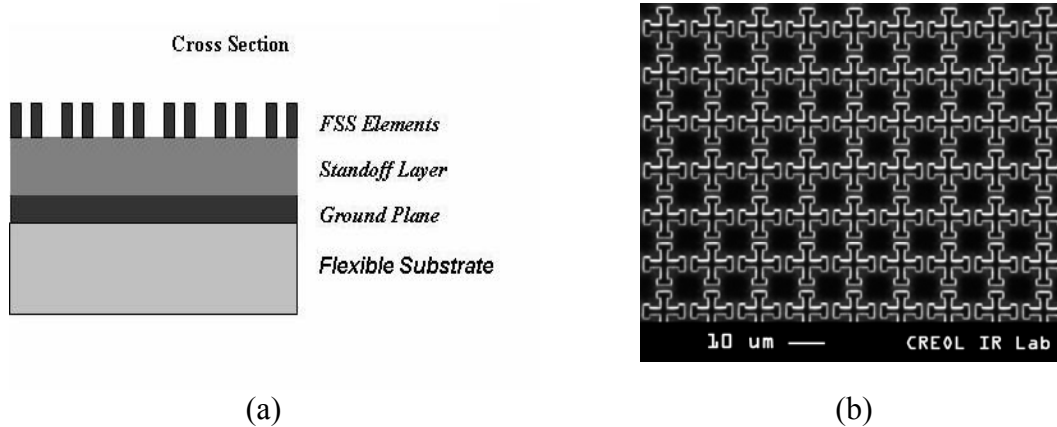 Cross Section
FSS Elements
Standoff Layer
Ground Plane
Flexible Substrate
10 um
CREOL IR Lab
(a)
(b)